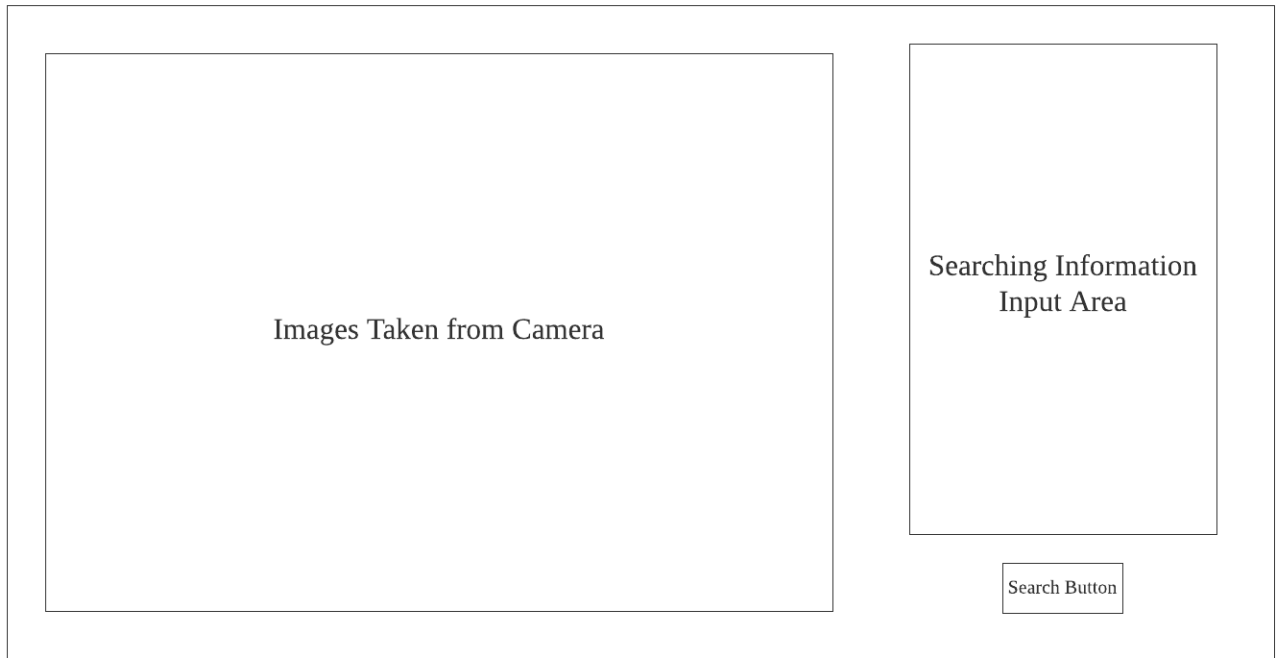 Images Taken from Camera
Searching Information
Input Area
Search Button